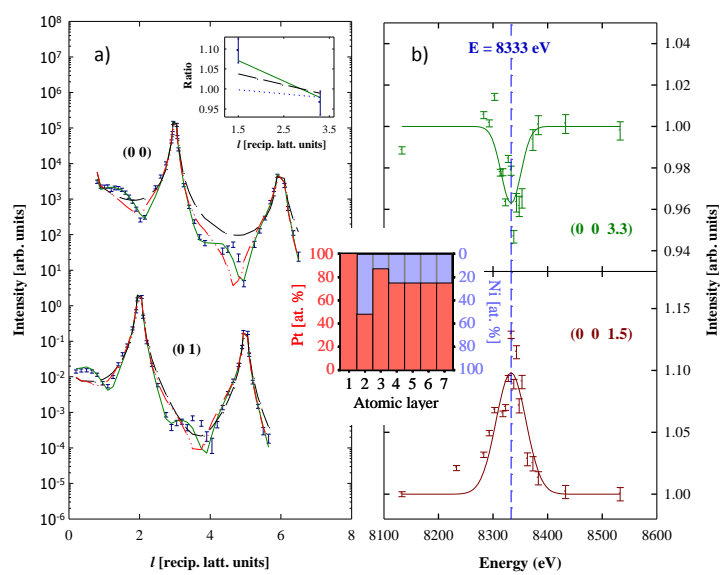 a)
Intensity [arb. units]
10^8
10^7
10^6
10^5
10^4
10^3
10^2
10^1
10^0
10^-1
10^-2
10^-3
10^-4
10^-5
10^-6
0 2 4 6 8
l [recip. latt. units]
(0 0)
(0 1)
Ratio
1.10
1.05
1.00
0.95
1.5 2.5 3.5
l [recip. latt. units]
Pt [at. %]
100
80
60
40
20
0
1 2 3 4 5 6 7
Atomic layer
0
20
40
60
80
100
Ni [at. %]
b)
E = 8333 eV
1.04
1.02
1.00
0.98
0.96
0.94
(0 0 3.3)
1.15
1.10
1.05
1.00
(0 0 1.5)
Intensity [arb. units]
8100 8200 8300 8400 8500 8600
Energy (eV)